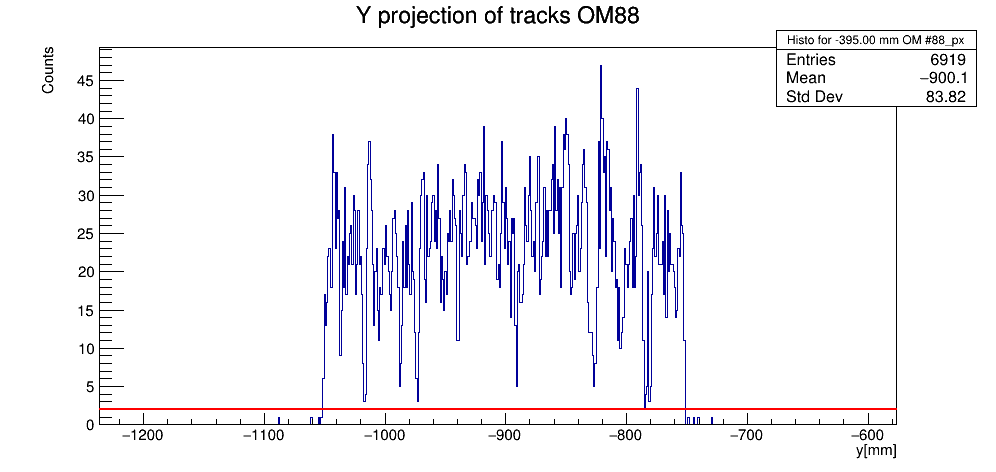 Y projection of tracks OM88
Histo for -395.00 mm OM #88_px
Entries 6919
Mean −900.1
Std Dev 83.82
Counts
45
40
35
30
25
20
15
10
5
0
−1200 −1100 −1000 −900 −800 −700 −600
y[mm]